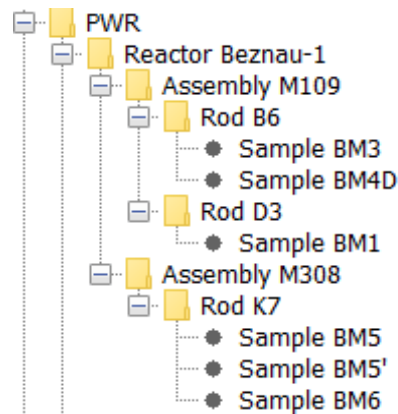 PWR
Reactor Beznau-1
Assembly M109
Rod B6
Sample BM3
Sample BM4D
Rod D3
Sample BM1
Assembly M308
Rod K7
Sample BM5
Sample BM5'
Sample BM6